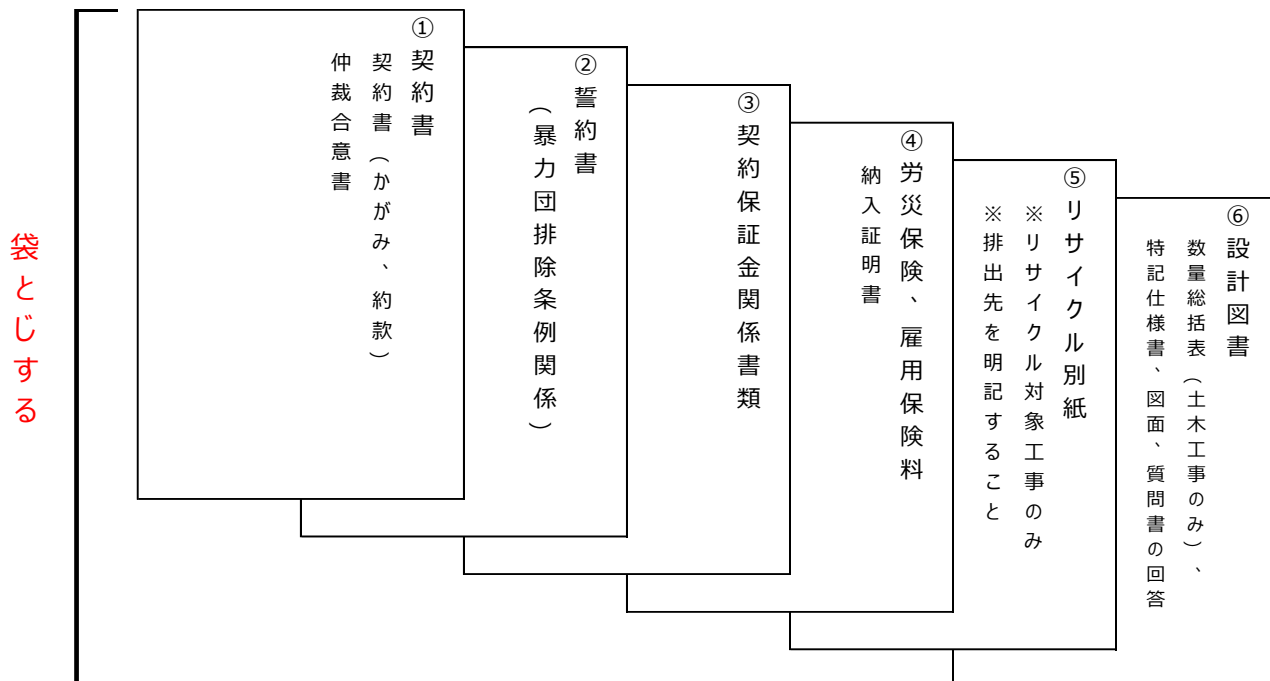 袋とじする
①契約書
契約書（かがみ、約款）
仲裁合意書
②誓約書
（暴力団排除条例関係）
③契約保証金関係書類
④労災保険、雇用保険料
納入証明書
⑤リサイクル別紙
※リサイクル対象工事のみ
※排出先を明記すること
⑥設計図書
数量総括表（土木工事のみ）、
特記仕様書、図面、質問書の回答